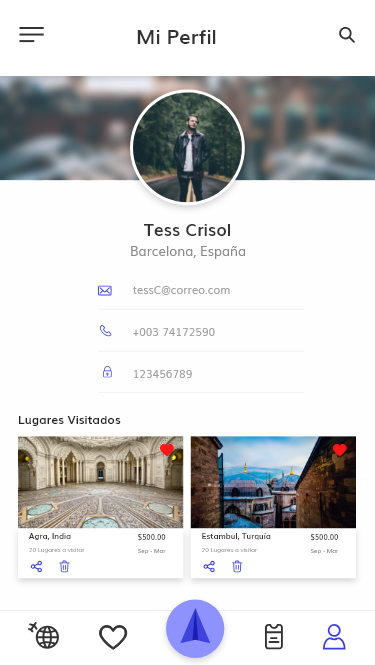 Mi Perfil
Tess Crisol
Barcelona, España
tessC@correo.com
+003 74172590
123456789
Lugares Visitados
Agra, India $500.00
20 Lugares a visitar Sep - Mar
Estambul, Turquía $500.00
20 Lugares a visitar Sep - Mar